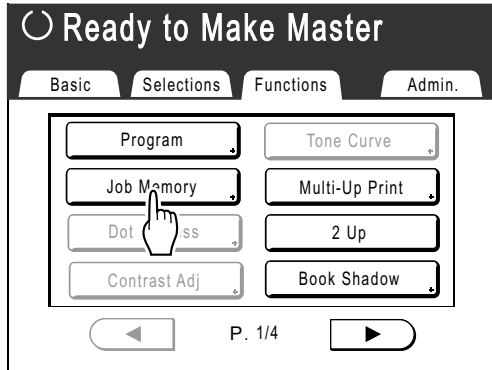 Ready to Make Master
Basic Selections Functions Admin.
Program Tone Curve
Job Memory Multi-Up Print
Dot 2 Up
Contrast Adj Book Shadow
P. 1/4